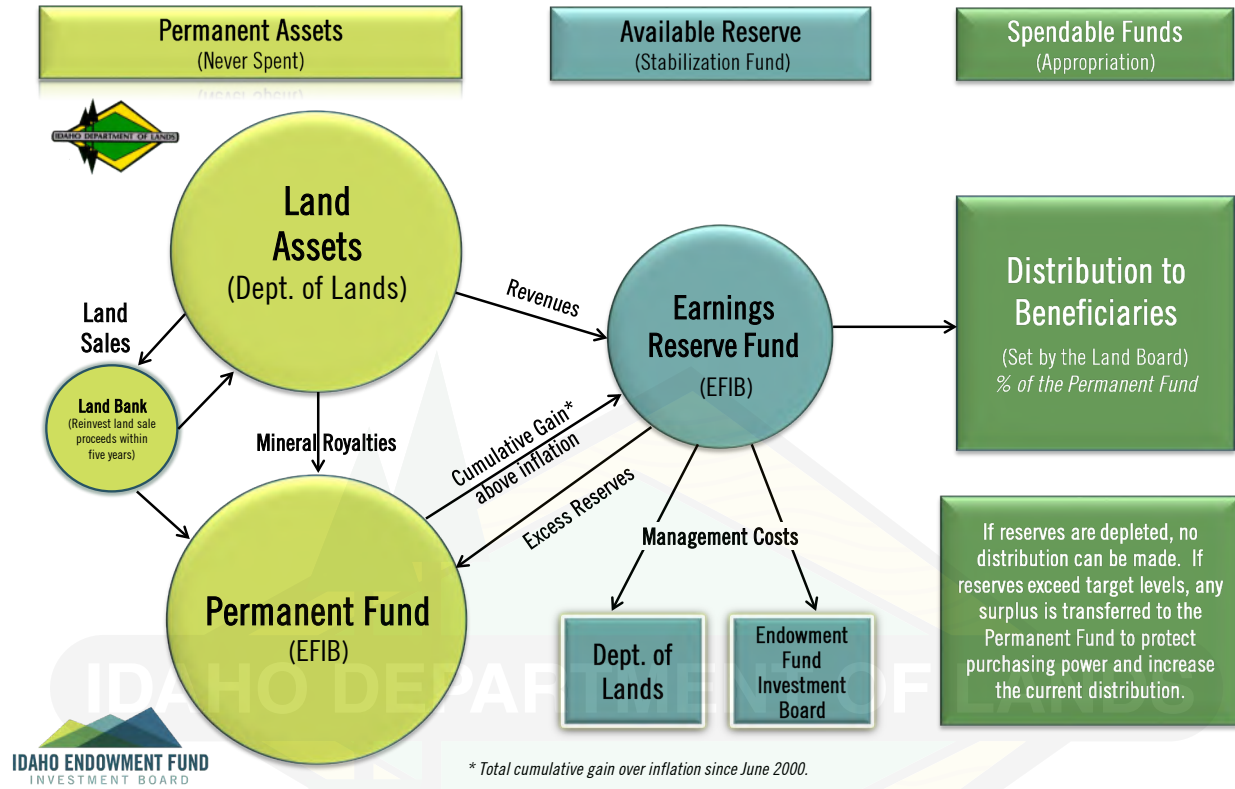 Permanent Assets
(Never Spent)
Available Reserve
(Stabilization Fund)
Spendable Funds
(Appropriation)
IDAHO DEPARTMENT OF LANDS
Land
Assets
(Dept. of Lands)
Revenues
Earnings
Reserve Fund
(EFIB)
Distribution to
Beneficiaries
(Set by the Land Board)
% of the Permanent Fund
Land
Sales
Land Bank
(Reinvest land sale
proceeds within
five years)
Mineral Royalties
Cumulative Gain*
above inflation
Excess Reserves
Management Costs
Permanent Fund
(EFIB)
Dept. of
Lands
Endowment
Fund
Investment
Board
If reserves are depleted, no
distribution can be made. If
reserves exceed target levels, any
surplus is transferred to the
Permanent Fund to protect
purchasing power and increase
the current distribution.
IDAHO DEPARTMENT OF LANDS
IDAHO ENDOWMENT FUND
INVESTMENT BOARD
* Total cumulative gain over inflation since June 2000.